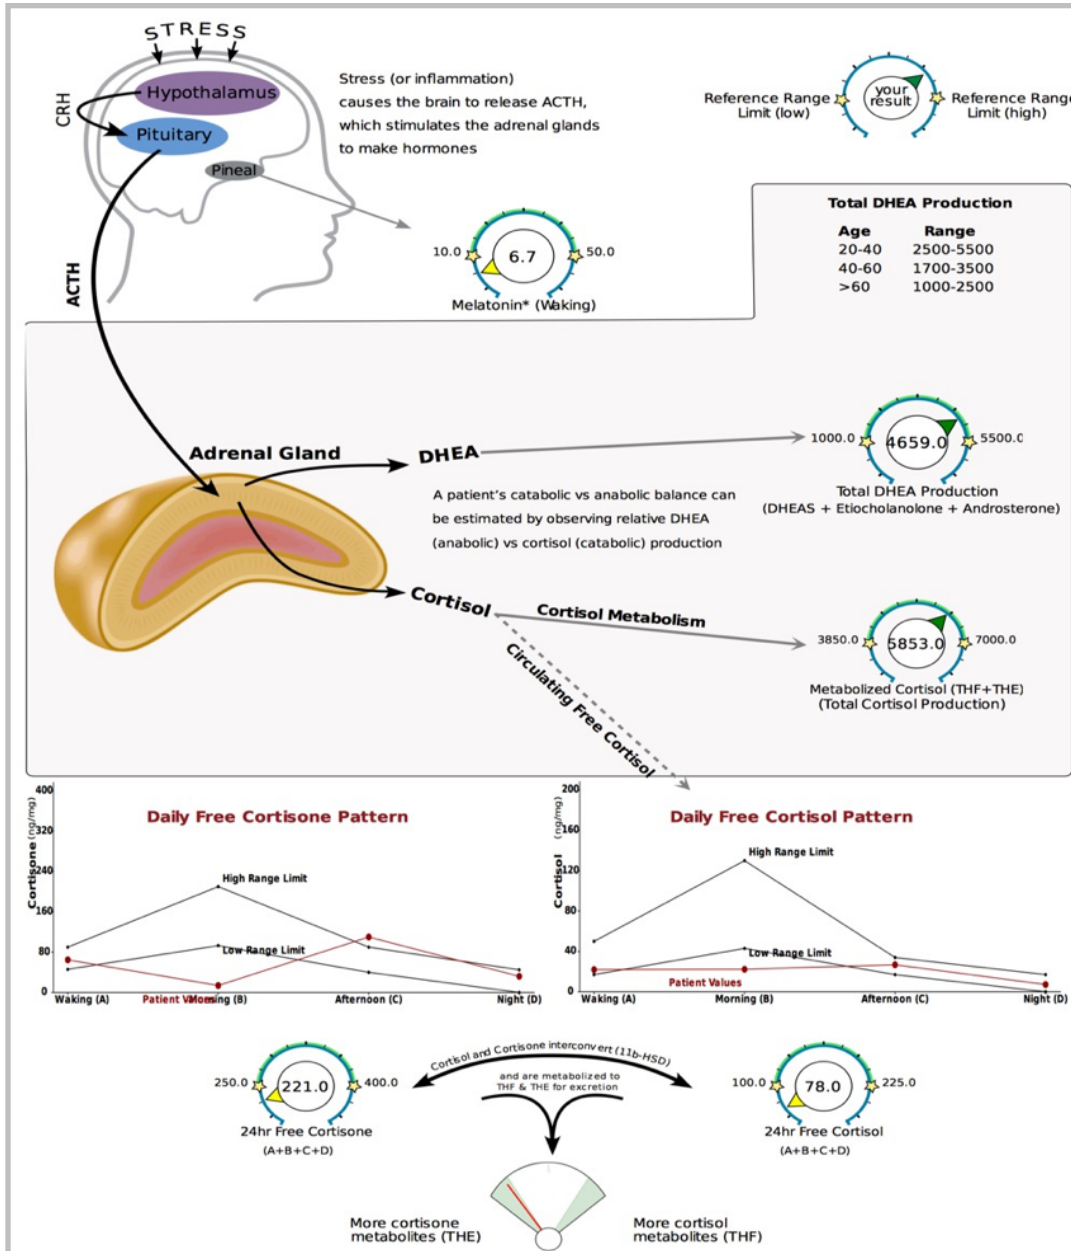 STRESS
Hypothalamus
CRH
Pituitary
Pineal
ACTH
Stress (or inflammation)
causes the brain to release ACTH,
which stimulates the adrenal glands
to make hormones
Reference Range
Limit (low)
your
result
Reference Range
Limit (high)
10.0
6.7
50.0
Melatonin* (Waking)
Total DHEA Production
Age Range
20-40 2500-5500
40-60 1700-3500
>60 1000-2500
Adrenal Gland
DHEA
1000.0
4659.0
5500.0
Total DHEA Production
(DHEAS + Etiocholanolone + Androsterone)
A patient's catabolic vs anabolic balance can
be estimated by observing relative DHEA
(anabolic) vs cortisol (catabolic) production
Cortisol
Cortisol Metabolism
Circulating Free Cortisol
3850.0
5853.0
7000.0
Metabolized Cortisol (THF+THE)
(Total Cortisol Production)
Daily Free Cortisone Pattern
Cortisone (ng/mg)
400
320
240
160
80
0
High Range Limit
Low Range Limit
Patient Values
Waking (A)
Morning (B)
Afternoon (C)
Night (D)
Daily Free Cortisol Pattern
Cortisol (ng/mg)
200
160
120
80
40
0
High Range Limit
Low Range Limit
Patient Values
Waking (A)
Morning (B)
Afternoon (C)
Night (D)
250.0
221.0
400.0
24hr Free Cortisone
(A+B+C+D)
Cortisol and Cortisone interconvert (11b-HSD)
and are metabolized to
THF & THE for excretion
100.0
78.0
225.0
24hr Free Cortisol
(A+B+C+D)
More cortisone
metabolites (THE)
More cortisol
metabolites (THF)